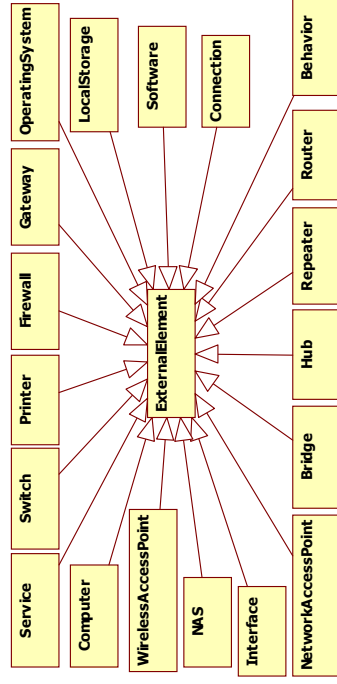 Service
Switch
Printer
Firewall
Gateway
OperatingSystem
Computer
LocalStorage
WirelessAccessPoint
ExternalElement
Software
NAS
Connection
Interface
NetworkAccessPoint
Bridge
Hub
Repeater
Router
Behavior